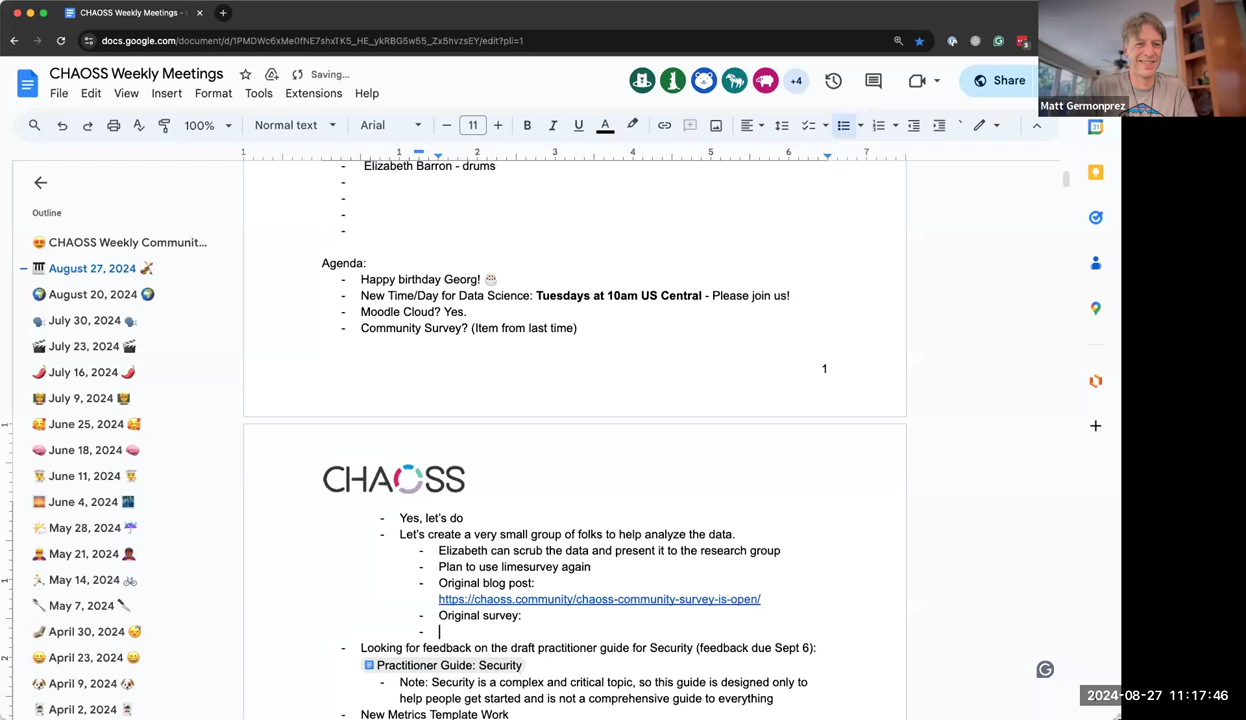 CHAOSS Weekly Meetings -
docs.google.com/document/d/1PMDWc6xMe0fNE7shxTK5_HE_ykRBG5w55_Zx5hvzsEY/edit?pli=1
3
Matt Germonprez
CHAOSS Weekly Meetings
Saving...
File Edit View Insert Format Tools Extensions Help
+4
Share
100%
Normal text
Arial
11
1 1 2 3 4 5 6 7
Outline
😍 CHAOSS Weekly Communit...
🎹 August 27, 2024 🎻
🌍 August 20, 2024 🌍
🗣️ July 30, 2024 🗣️
🎬 July 23, 2024 🎬
🌶️ July 16, 2024 🌶️
July 9, 2024
🥰 June 25, 2024 🥰
🧠 June 18, 2024 🧠
June 11, 2024
🌅 June 4, 2024
May 28, 2024 ☔
May 21, 2024
May 14, 2024 🚲
May 7, 2024
April 30, 2024 😴
😀 April 23, 2024 😀
🐶 April 9, 2024 🐶
🃏 April 2, 2024 🃏
- Elizabeth Barron - drums
-
-
-
-
Agenda:
- Happy birthday Georg! 🎂
- New Time/Day for Data Science: Tuesdays at 10am US Central - Please join us!
- Moodle Cloud? Yes.
- Community Survey? (Item from last time)
1
CHAOSS
- Yes, let's do
- Let's create a very small group of folks to help analyze the data.
- Elizabeth can scrub the data and present it to the research group
- Plan to use limesurvey again
- Original blog post:
https://chaoss.community/chaoss-community-survey-is-open/
- Original survey:
-
- Looking for feedback on the draft practitioner guide for Security (feedback due Sept 6):
Practitioner Guide: Security
- Note: Security is a complex and critical topic, so this guide is designed only to
help people get started and is not a comprehensive guide to everything
- New Metrics Template Work
2024-08-27 11:17:46